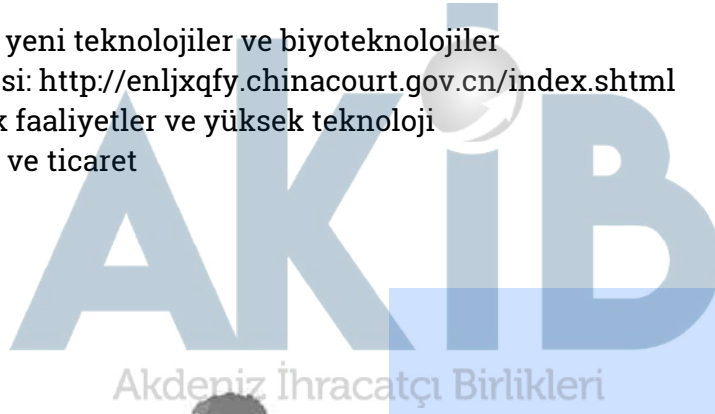 yeni teknolojiler ve biyoteknolojiler
si: http://enljxqfy.chinacourt.gov.cn/index.shtml
k faaliyetler ve yüksek teknoloji
ve ticaret
AKİB
Akdeniz İhracatçı Birlikleri